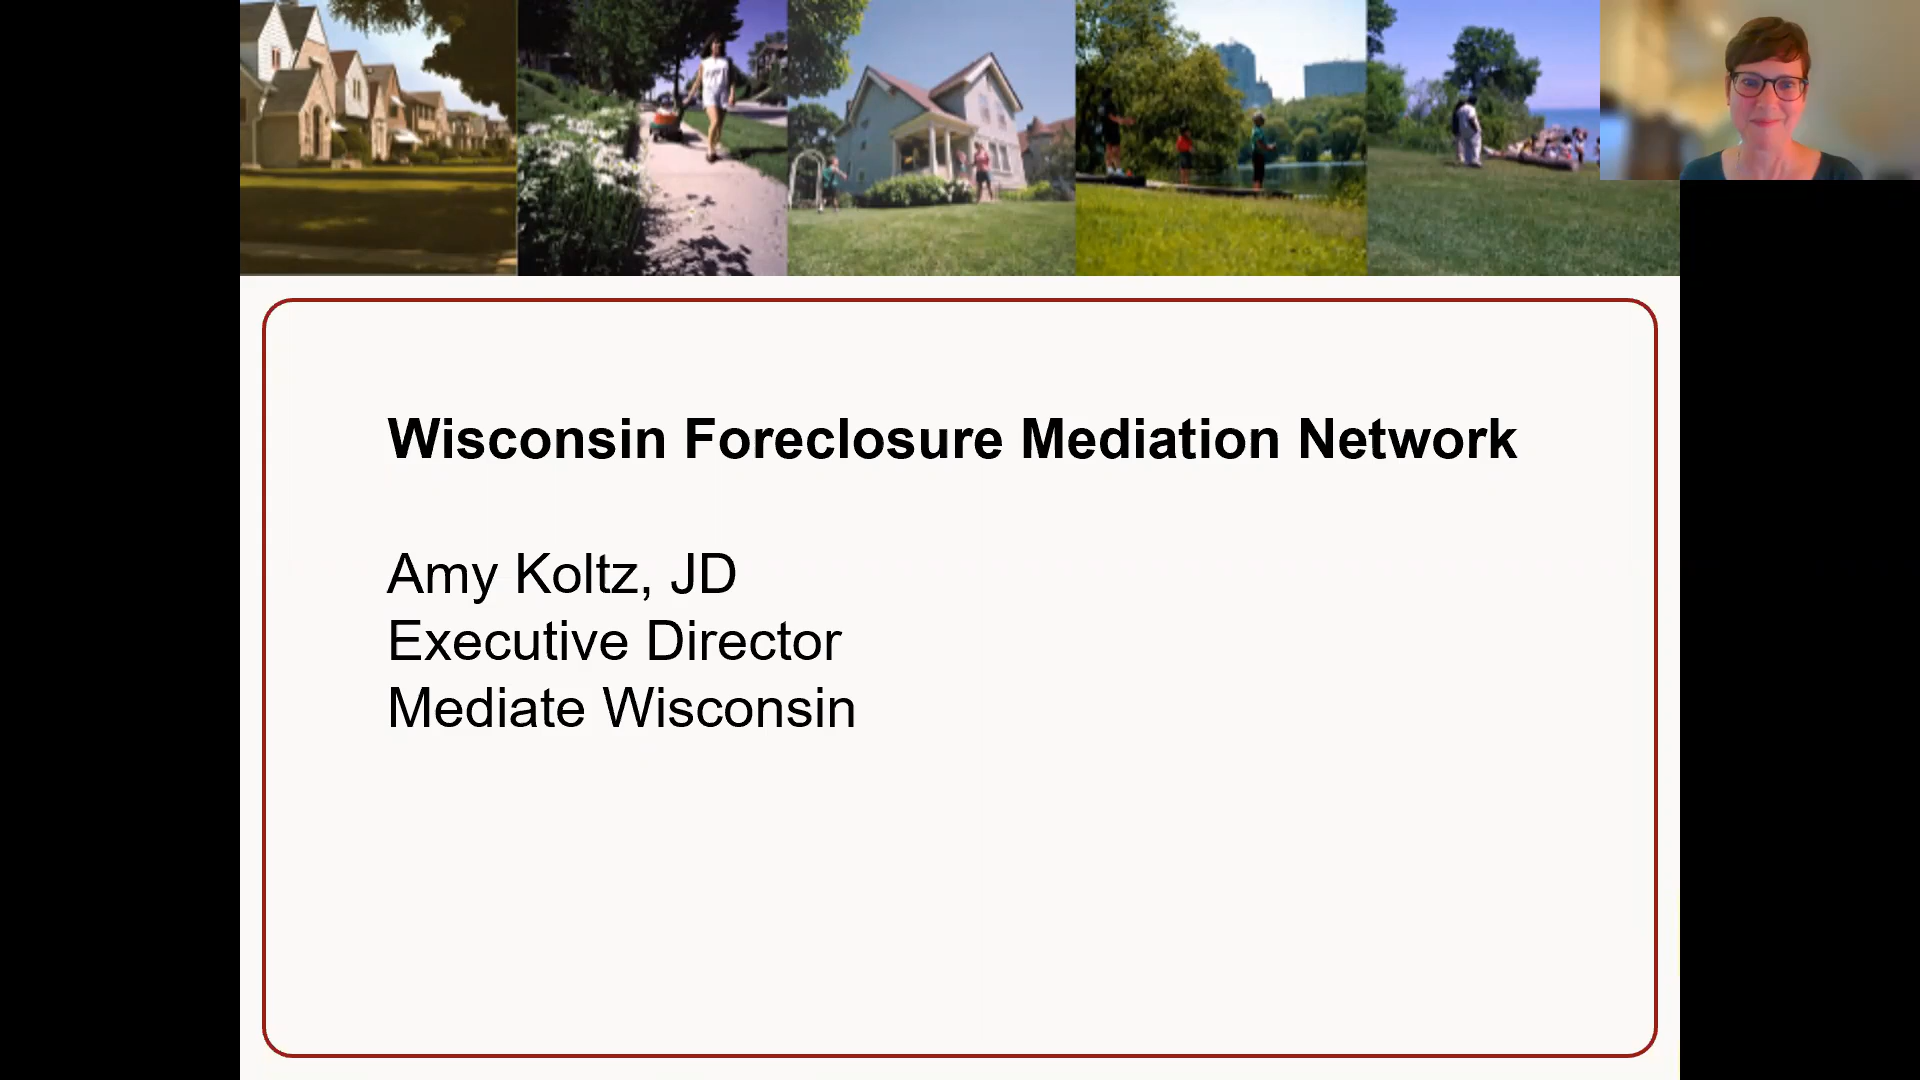 Wisconsin Foreclosure Mediation Network
Amy Koltz, JD
Executive Director
Mediate Wisconsin